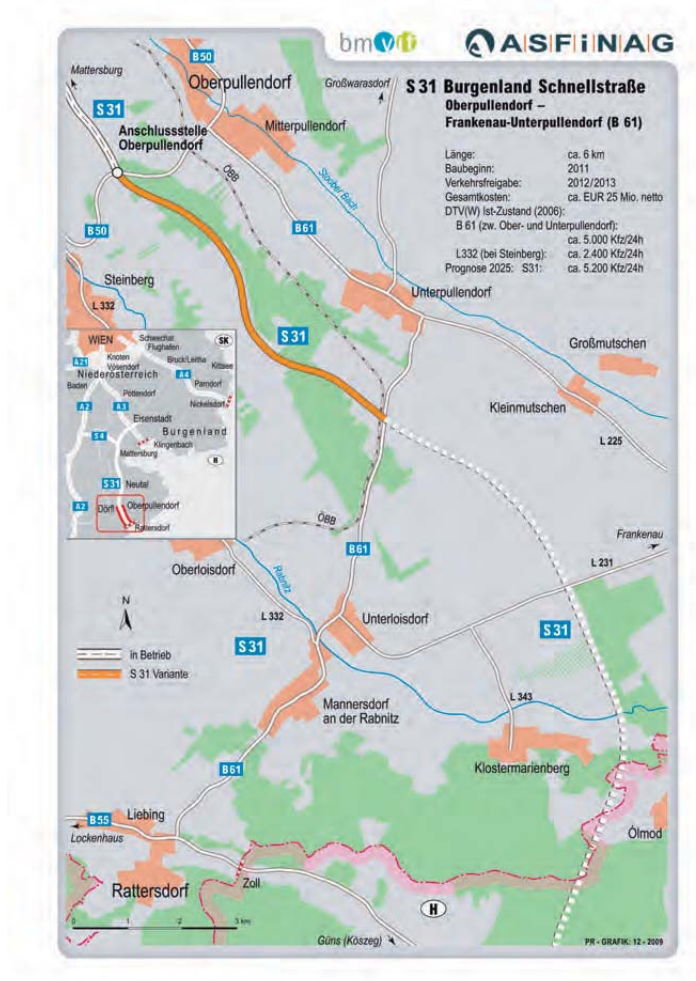 bmvit
ASFiNAG
S 31 Burgenland Schnellstraße
Oberpullendorf –
Frankenau-Unterpullendorf (B 61)
Länge: ca. 6 km
Baubeginn: 2011
Verkehrsfreigabe: 2012/2013
Gesamtkosten: ca. EUR 25 Mio. netto
DTV(W) Ist-Zustand (2006):
B 61 (zw. Ober- und Unterpullendorf):
ca. 5.000 Kfz/24h
L332 (bei Steinberg): ca. 2.400 Kfz/24h
Prognose 2025: S31: ca. 5.200 Kfz/24h
B50
Mattersburg
Oberpullendorf
Großwarasdorf
S 31
Anschlussstelle
Oberpullendorf
Mitterpullendorf
ÖBB
Stoober Bach
B50
B61
Steinberg
L 332
Unterpullendorf
S 31
Großmutschen
Kleinmutschen
L 225
WIEN
Schwechat
Flughafen
SK
A21
Knoten
Vösendorf
Bruck/Leitha
Kittsee
Niederösterreich
A4
Baden
Parndorf
Pottendorf
Nickelsdorf
A2
A3
Eisenstadt
Burgenland
S4
Klingenbach
Mattersburg
H
S31
Neutal
A2
Dörfl
Oberpullendorf
Rattersdorf
ÖBB
Frankenau
B61
Oberloisdorf
L 231
Rabnitz
N
L 332
Unterloisdorf
S 31
S 31
in Betrieb
S 31 Variante
L 343
Mannersdorf
an der Rabnitz
B61
Klostermarienberg
B55
Liebing
Lockenhaus
Ólmod
Rattersdorf
Zoll
H
0 1 2 3 km
Güns (Köszeg)
PR - GRAFIK: 12 - 2009